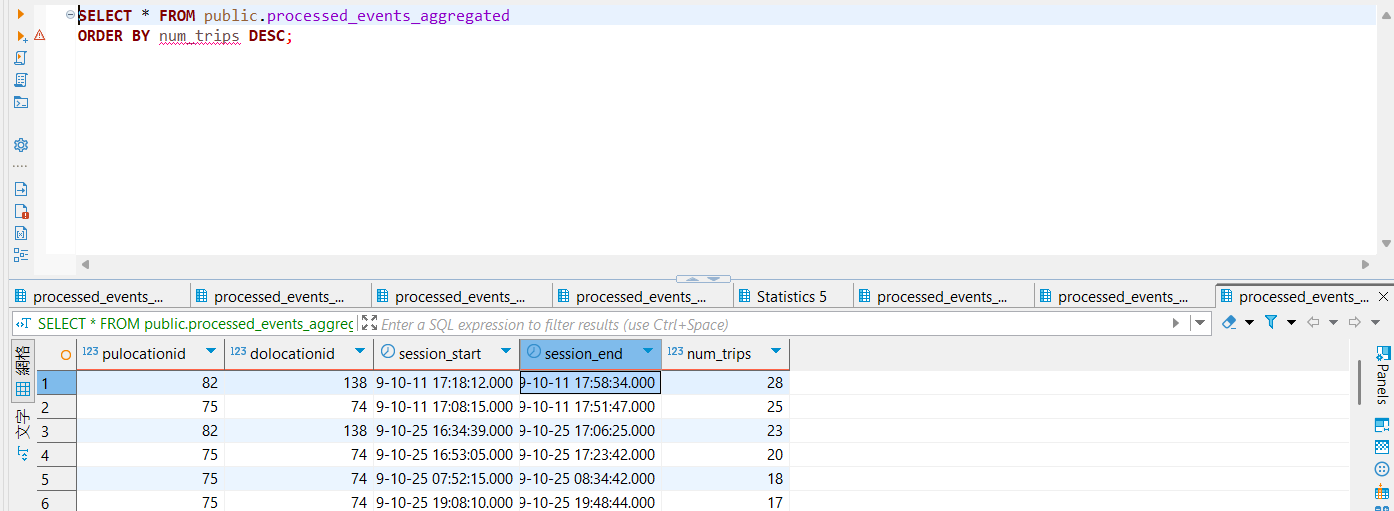 SELECT * FROM public.processed_events_aggregated
ORDER BY num_trips DESC;
processed_events_... processed_events_... processed_events_... processed_events_... Statistics 5 processed_events_... processed_events_... processed_events_...
SELECT * FROM public.processed_events_aggreg Enter a SQL expression to filter results (use Ctrl+Space)
網格
文字
Panels
123 pulocationid 123 dolocationid session_start session_end 123 num_trips
1 82 138 9-10-11 17:18:12.000 9-10-11 17:58:34.000 28
2 75 74 9-10-11 17:08:15.000 9-10-11 17:51:47.000 25
3 82 138 9-10-25 16:34:39.000 9-10-25 17:06:25.000 23
4 75 74 9-10-25 16:53:05.000 9-10-25 17:23:42.000 20
5 75 74 9-10-25 07:52:15.000 9-10-25 08:34:42.000 18
6 75 74 9-10-25 19:08:10.000 9-10-25 19:48:44.000 17